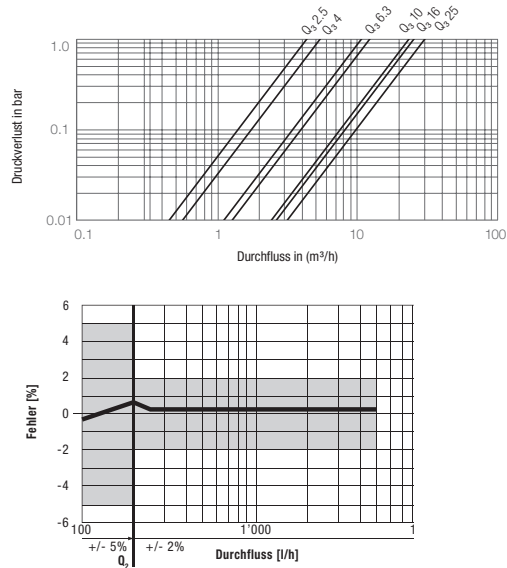 Q3 2.5
Q3 4
Q3 6.3
Q3 10
Q3 16
Q3 25
1.0
0.1
0.01
Druckverlust in bar
0.1
1
10
100
Durchfluss in (m³/h)
6
4
2
0
-2
-4
-6
Fehler [%]
100
1'000
1
+/- 5%
+/- 2%
Q2
Durchfluss [l/h]